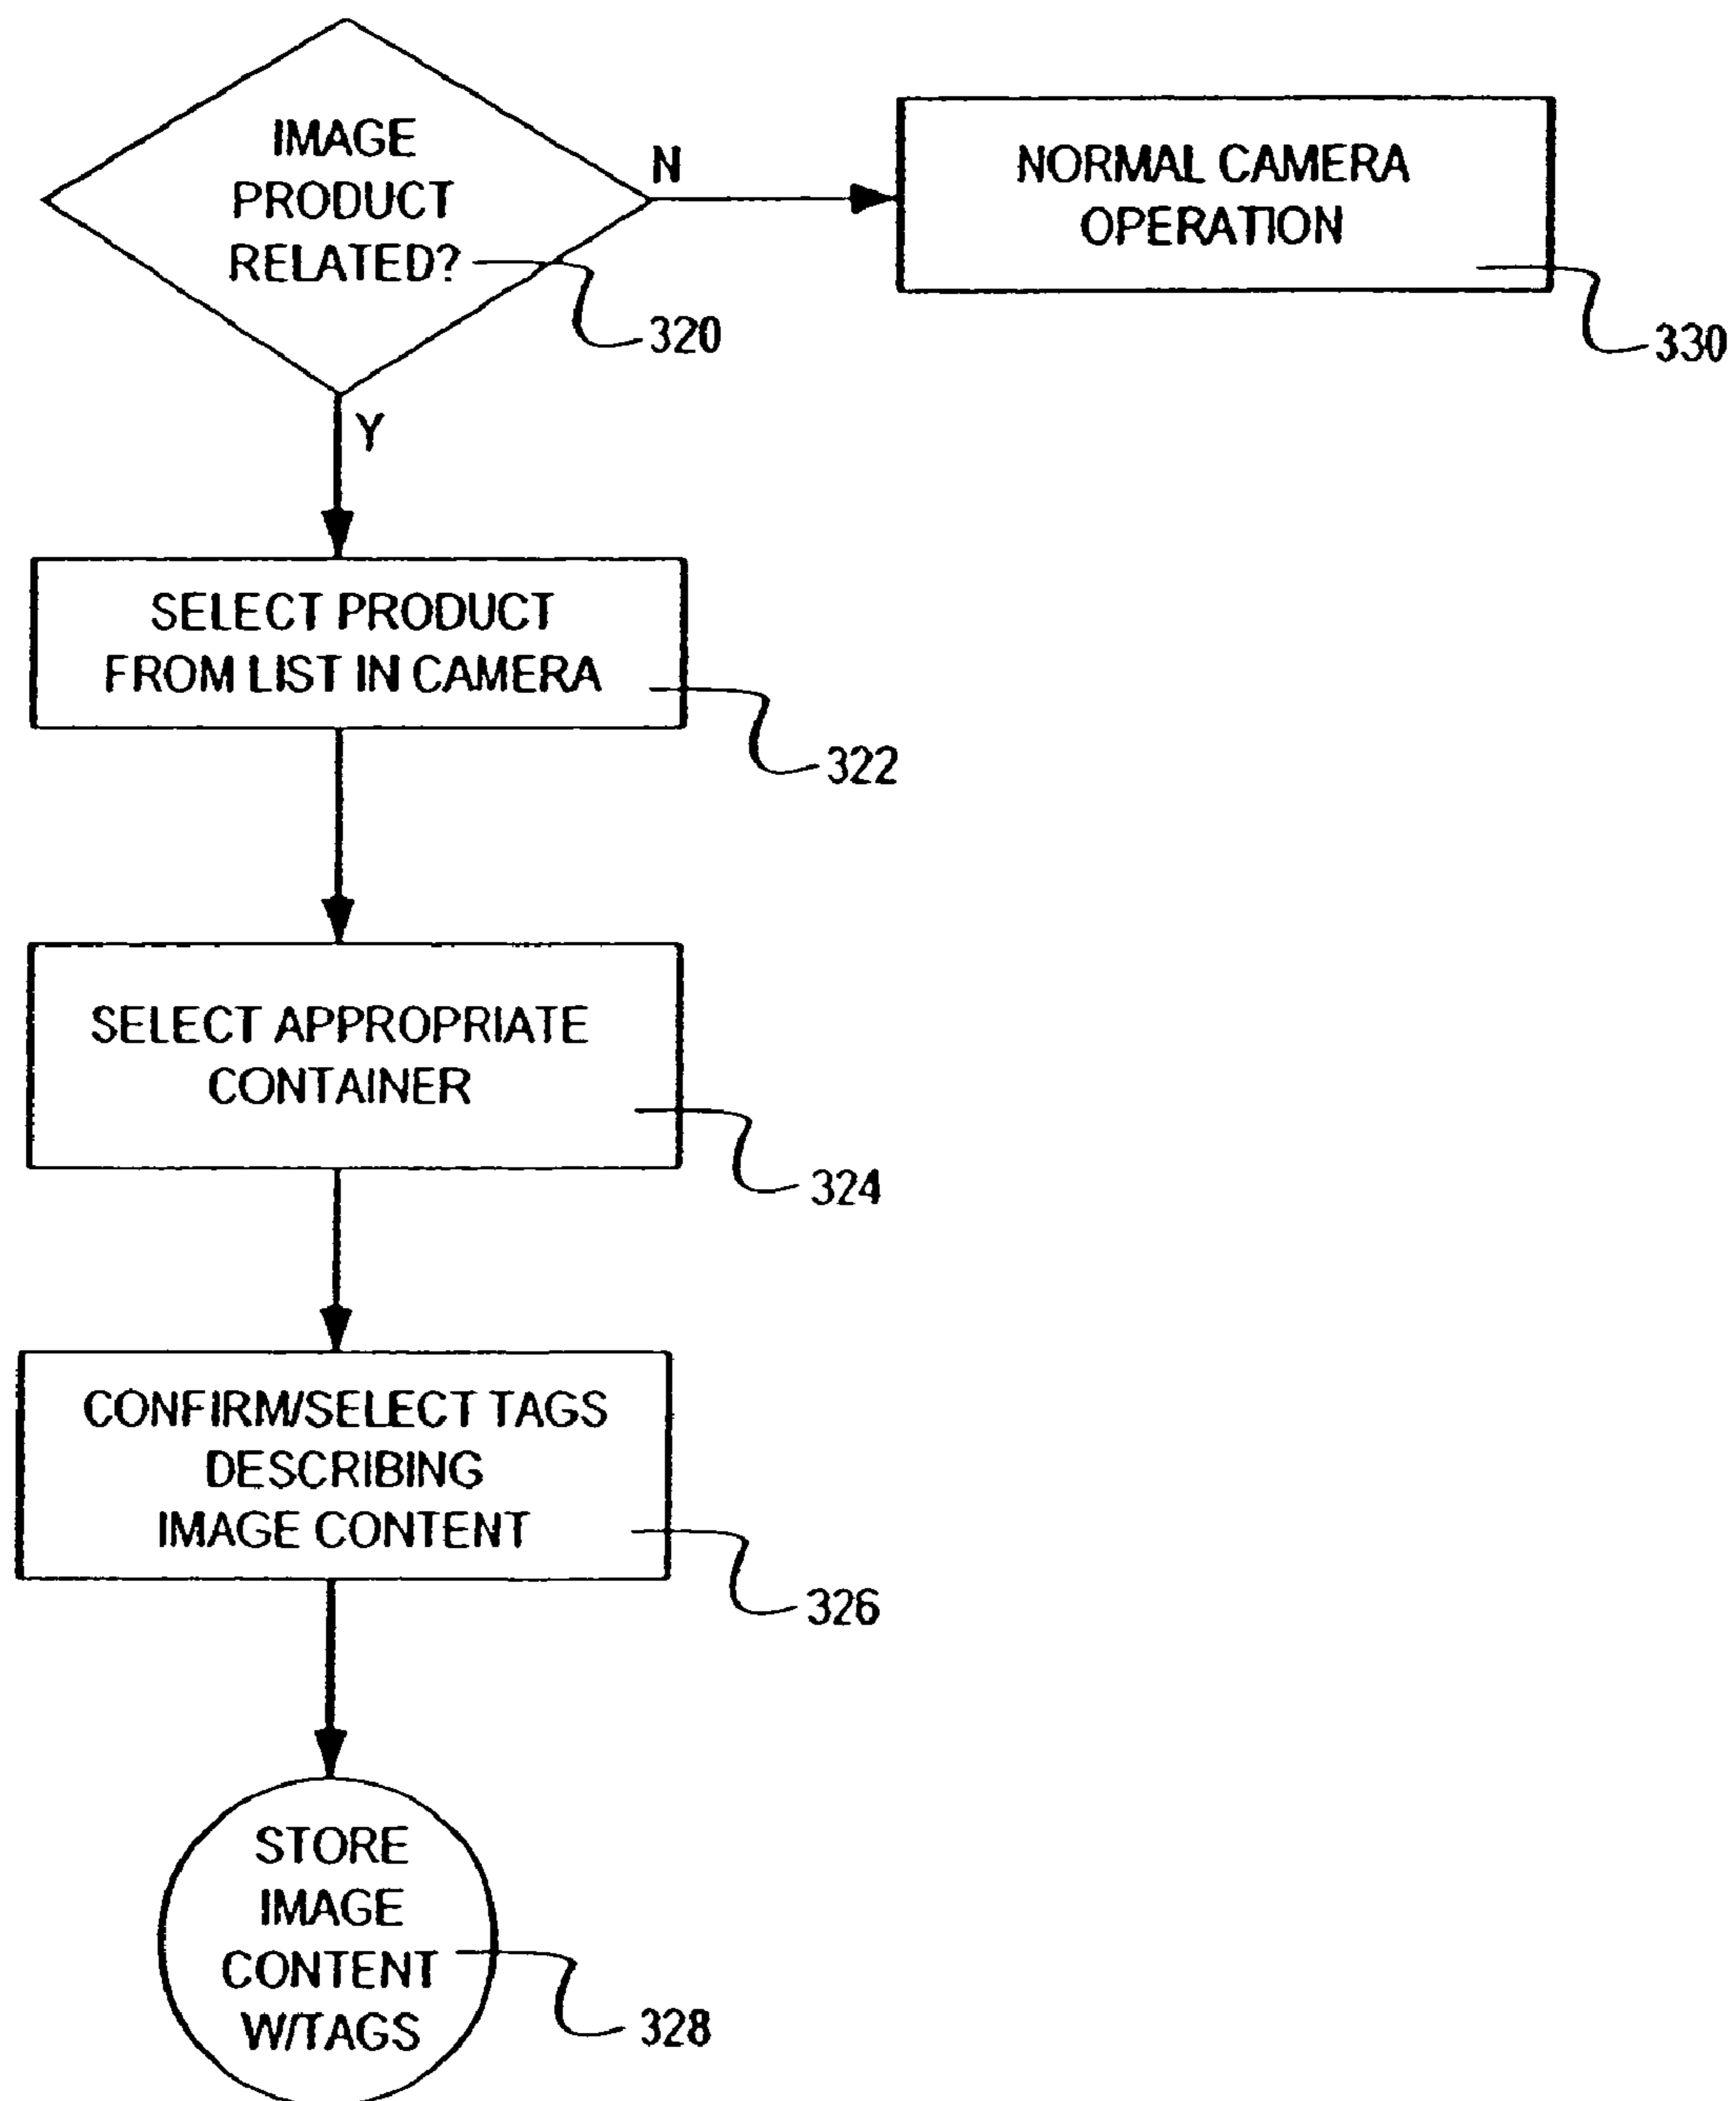 IMAGE
PRODUCT
RELATED?
320
N
NORMAL CAMERA
OPERATION
330
Y
SELECT PRODUCT
FROM LIST IN CAMERA
322
SELECT APPROPRIATE
CONTAINER
324
CONFIRM/SELECT TAGS
DESCRIBING
IMAGE CONTENT
326
STORE
IMAGE
CONTENT
W/TAGS
328